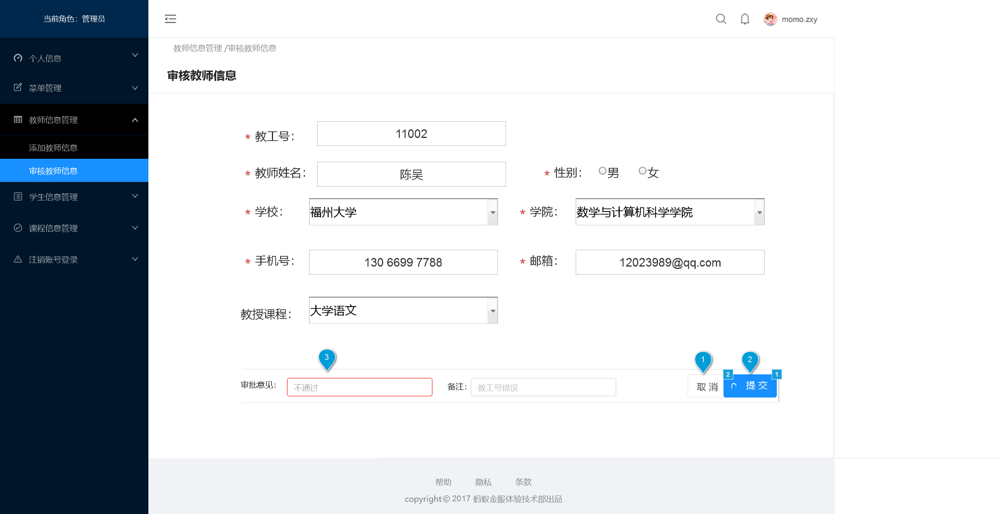 当前角色：管理员
momo.zxy
个人信息
菜单管理
教师信息管理
添加教师信息
审核教师信息
学生信息管理
课程信息管理
注销账号登录
教师信息管理 /审核教师信息
审核教师信息
* 教工号： 11002
* 教师姓名： 陈吴 * 性别： 男 女
* 学校： 福州大学 * 学院： 数学与计算机科学学院
* 手机号： 130 6699 7788 * 邮箱： 12023989@qq.com
教授课程： 大学语文
3 1 2
2 1
审批意见： 不通过 备注： 教工号错误 取 消 提 交
帮助 隐私 条款
copyright© 2017 蚂蚁金服体验技术部出品